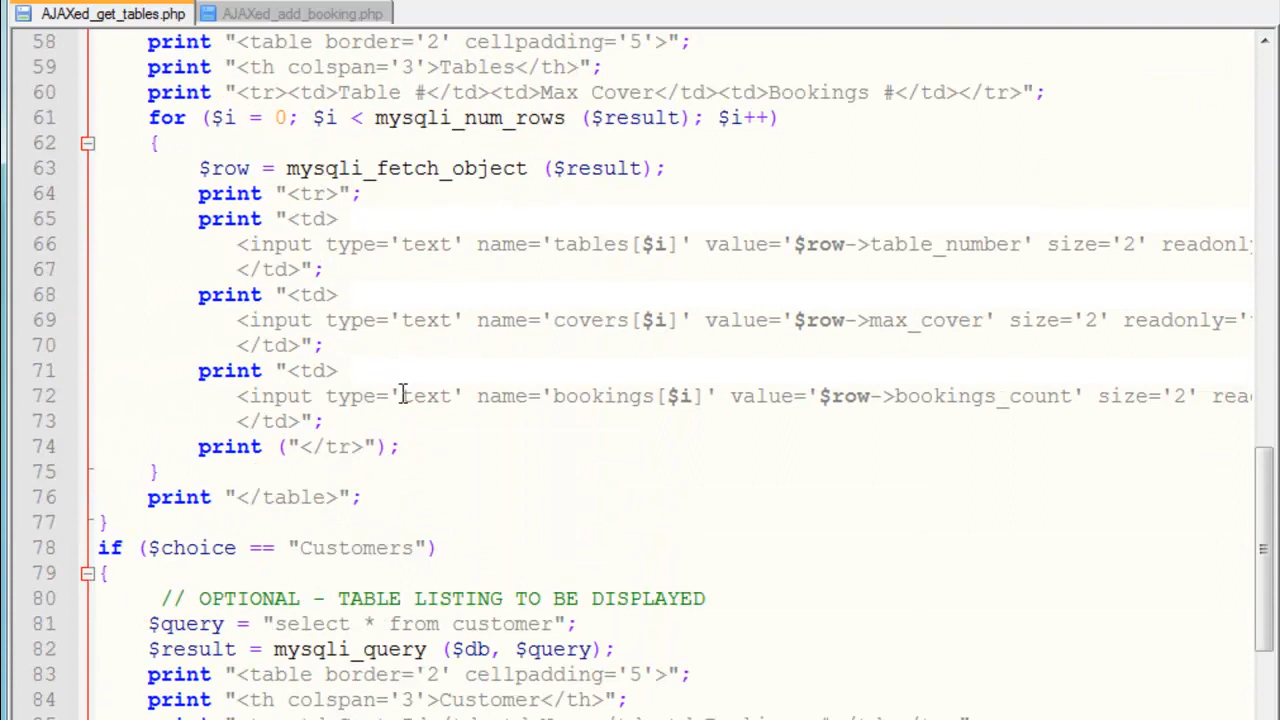 AJAXed_get_tables.php AJAXed_add_booking.php
58 print "<table border='2' cellpadding='5'>";
59 print "<th colspan='3'>Tables</th>";
60 print "<tr><td>Table #</td><td>Max Cover</td><td>Bookings #</td></tr>";
61 for ($i = 0; $i < mysqli_num_rows ($result); $i++)
62 {
63 $row = mysqli_fetch_object ($result);
64 print "<tr>";
65 print "<td>
66 <input type='text' name='tables[$i]' value='$row->table_number' size='2' readonly
67 </td>";
68 print "<td>
69 <input type='text' name='covers[$i]' value='$row->max_cover' size='2' readonly='
70 </td>";
71 print "<td>
72 <input type='text' name='bookings[$i]' value='$row->bookings_count' size='2' rea
73 </td>";
74 print ("</tr>");
75 }
76 print "</table>";
77 }
78 if ($choice == "Customers")
79 {
80 // OPTIONAL - TABLE LISTING TO BE DISPLAYED
81 $query = "select * from customer";
82 $result = mysqli_query ($db, $query);
83 print "<table border='2' cellpadding='5'>";
84 print "<th colspan='3'>Customer</th>";